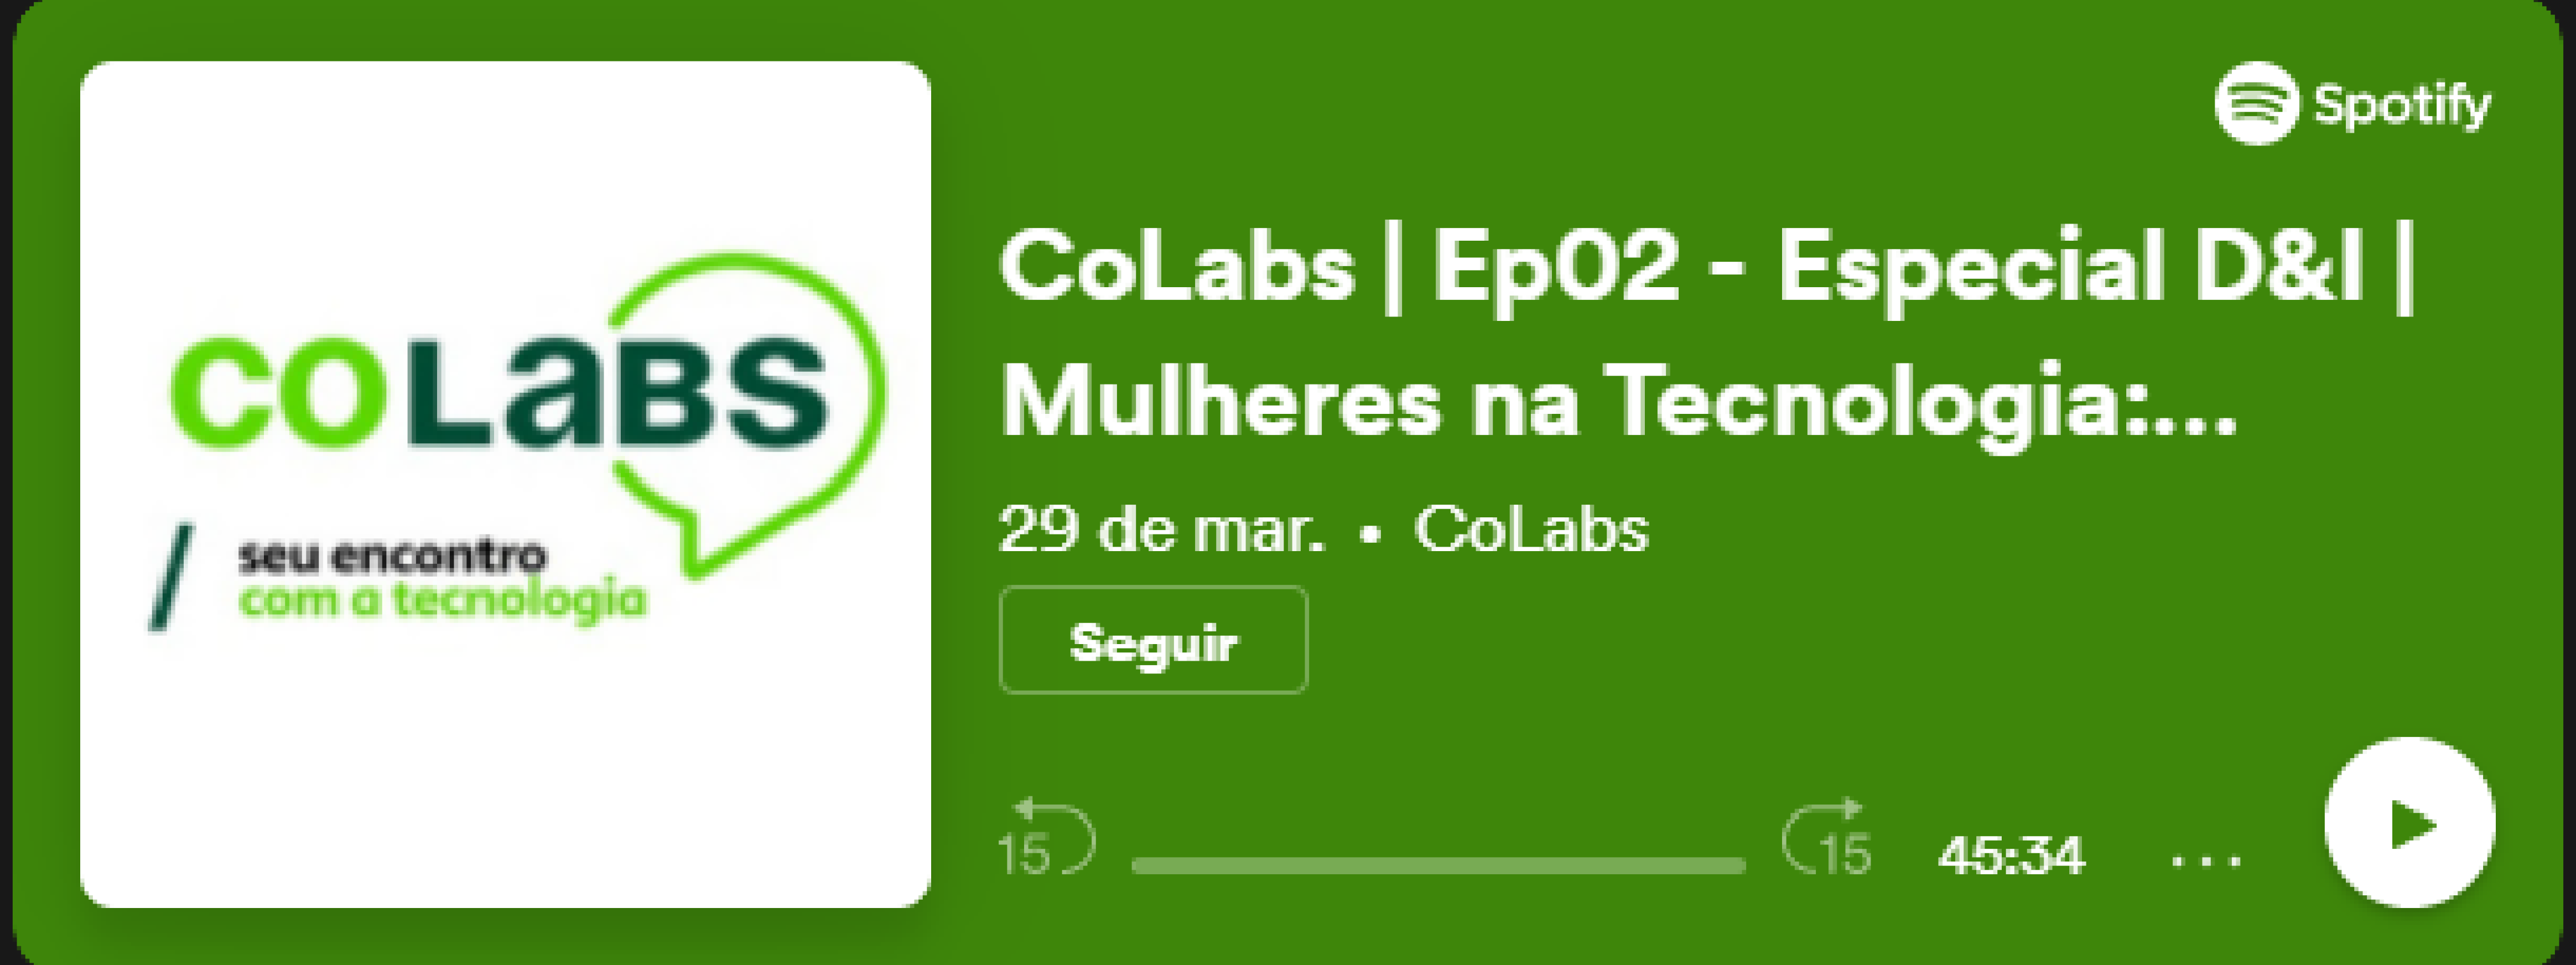 COLABS
/ seu encontro
com a tecnologia
Spotify
CoLabs | Ep02 - Especial D&I |
Mulheres na Tecnologia:...
29 de mar. • CoLabs
Seguir
15 15 45:34 ...